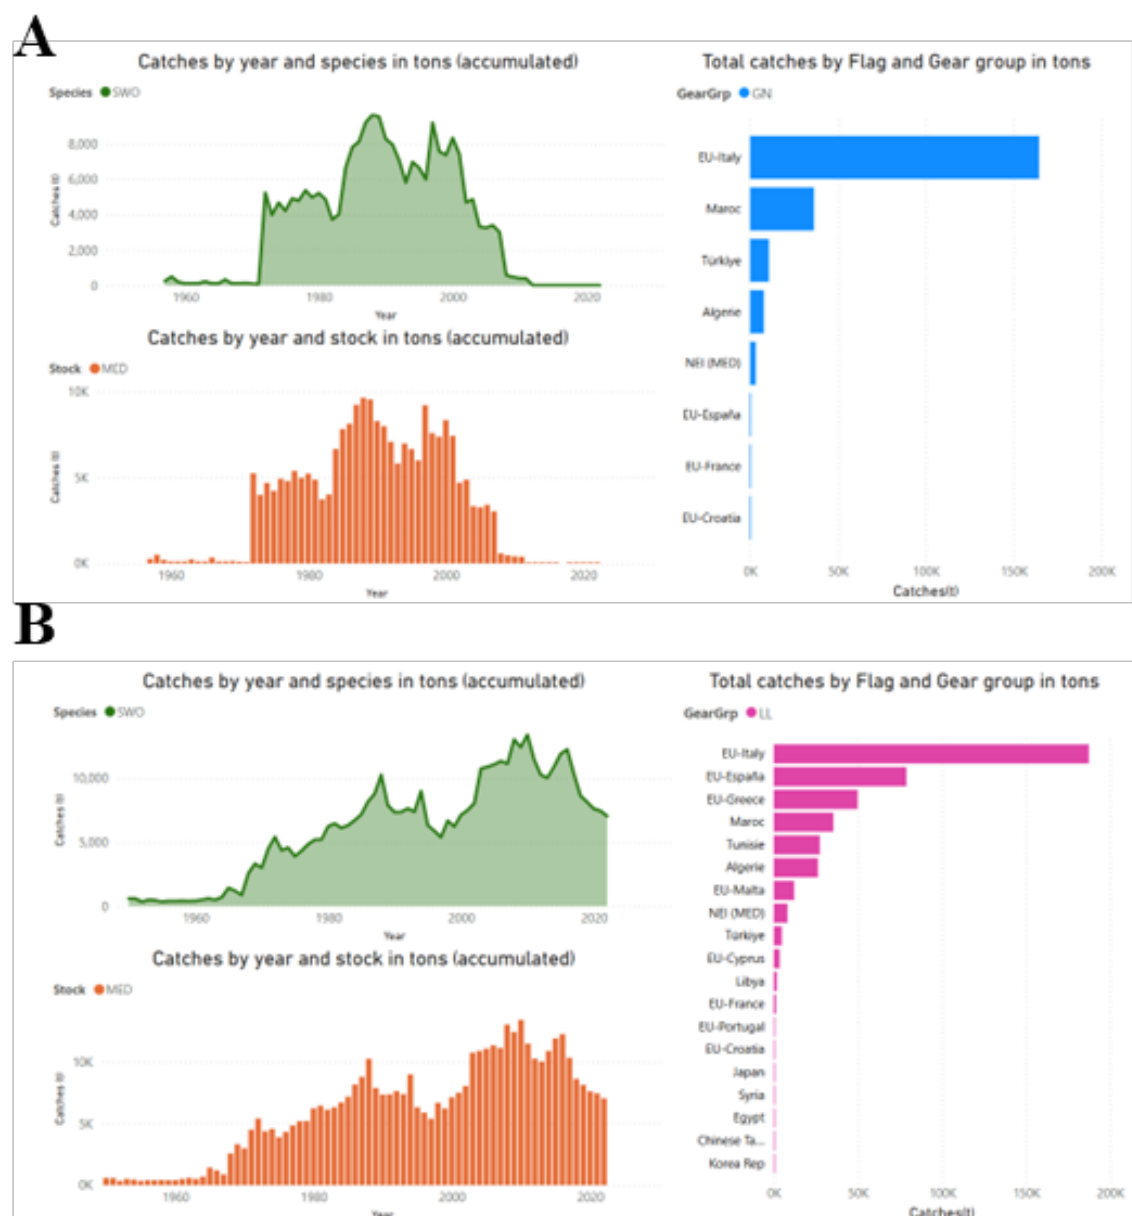 A
Catches by year and species in tons (accumulated)
Species SWO
8,000
6,000
4,000
2,000
0
Catches (t)
1960 1980 2000 2020
Year
Catches by year and stock in tons (accumulated)
Stock MED
10K
5K
0K
Catches (t)
1960 1980 2000 2020
Year
Total catches by Flag and Gear group in tons
GearGrp GN
EU-Italy
Maroc
Türkiye
Algerie
NEI (MED)
EU-España
EU-France
EU-Croatia
0K 50K 100K 150K 200K
Catches(t)
B
Catches by year and species in tons (accumulated)
Species SWO
10,000
5,000
0
Catches (t)
1960 1980 2000 2020
Year
Catches by year and stock in tons (accumulated)
Stock MED
10K
5K
0K
Catches (t)
1960 1980 2000 2020
Year
Total catches by Flag and Gear group in tons
GearGrp LL
EU-Italy
EU-España
EU-Greece
Maroc
Tunisie
Algerie
EU-Malta
NEI (MED)
Türkiye
EU-Cyprus
Libya
EU-France
EU-Portugal
EU-Croatia
Japan
Syria
Egypt
Chinese Ta...
Korea Rep
0K 50K 100K 150K 200K
Catches(t)